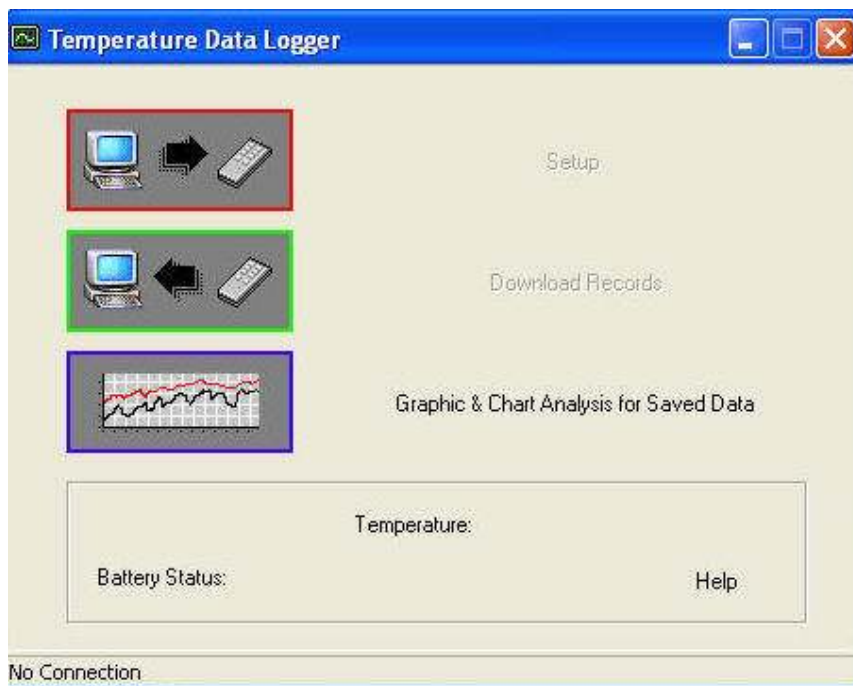 Temperature Data Logger
Setup
Download Records
Graphic & Chart Analysis for Saved Data
Temperature:
Battery Status:
Help
No Connection